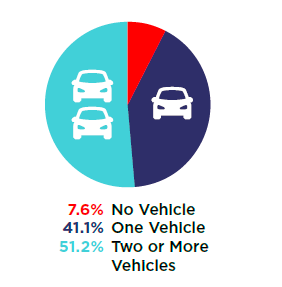 7.6% No Vehicle
41.1% One Vehicle
51.2% Two or More
Vehicles